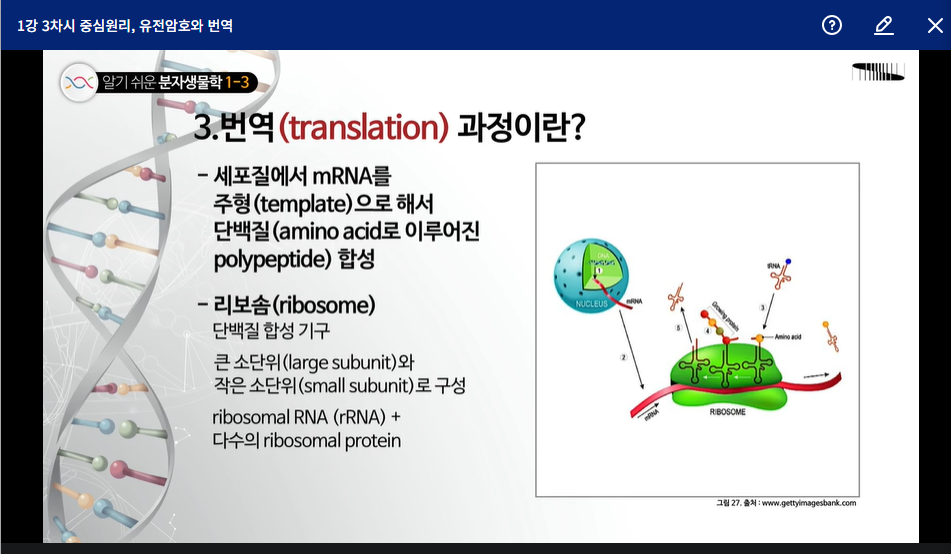 1강 3차시 중심원리, 유전암호와 번역
알기 쉬운 분자생물학 1-3
3.번역(translation) 과정이란?
- 세포질에서 mRNA를
주형(template)으로 해서
단백질(amino acid로 이루어진
polypeptide) 합성
- 리보솜(ribosome)
단백질 합성 기구
큰 소단위(large subunit)와
작은 소단위(small subunit)로 구성
ribosomal RNA (rRNA) +
다수의 ribosomal protein
DNA
1
NUCLEUS
mRNA
2
5
4
Growing protein
tRNA
3
Amino acid
mRNA
RIBOSOME
그림 27. 출처 : www.gettyimagesbank.com